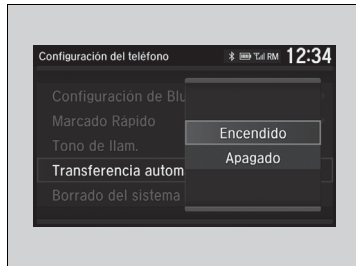 Configuración del teléfono RM 12:34
Configuración de Blu
Marcado Rápido
Encendido
Tono de llam.
Apagado
Transferencia autom
Borrado del sistema